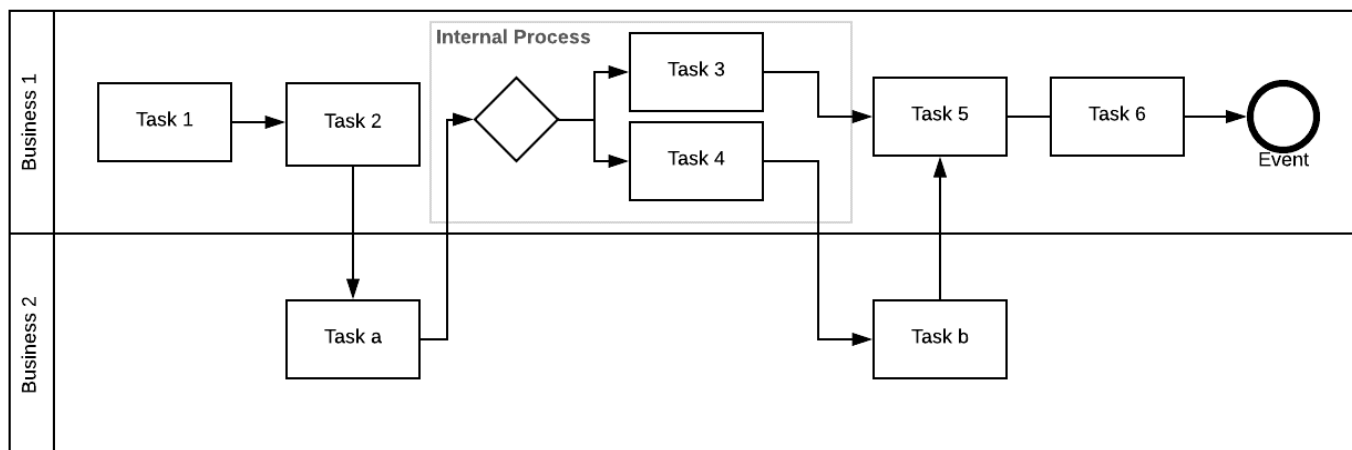 Business 1
Task 1
Task 2
Internal Process
Task 3
Task 4
Task 5
Task 6
Event
Business 2
Task a
Task b